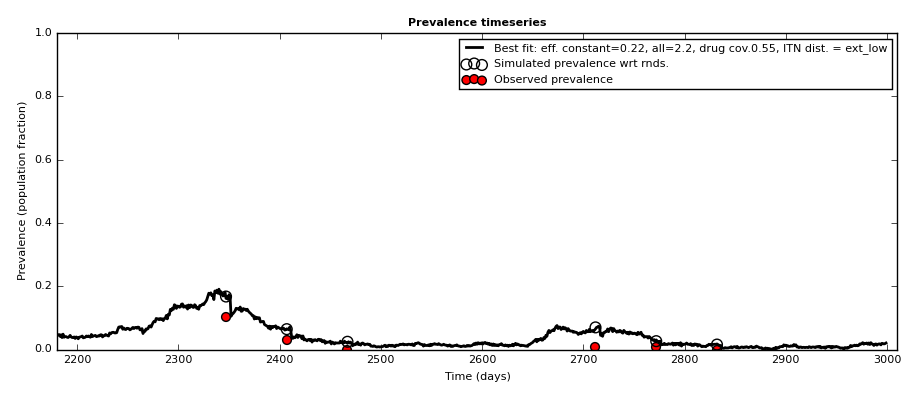 Prevalence timeseries
1.0
0.8
0.6
0.4
0.2
0.0
Prevalence (population fraction)
Best fit: eff. constant=0.22, all=2.2, drug cov.0.55, ITN dist. = ext_low
Simulated prevalence wrt rnds.
Observed prevalence
2200 2300 2400 2500 2600 2700 2800 2900 3000
Time (days)